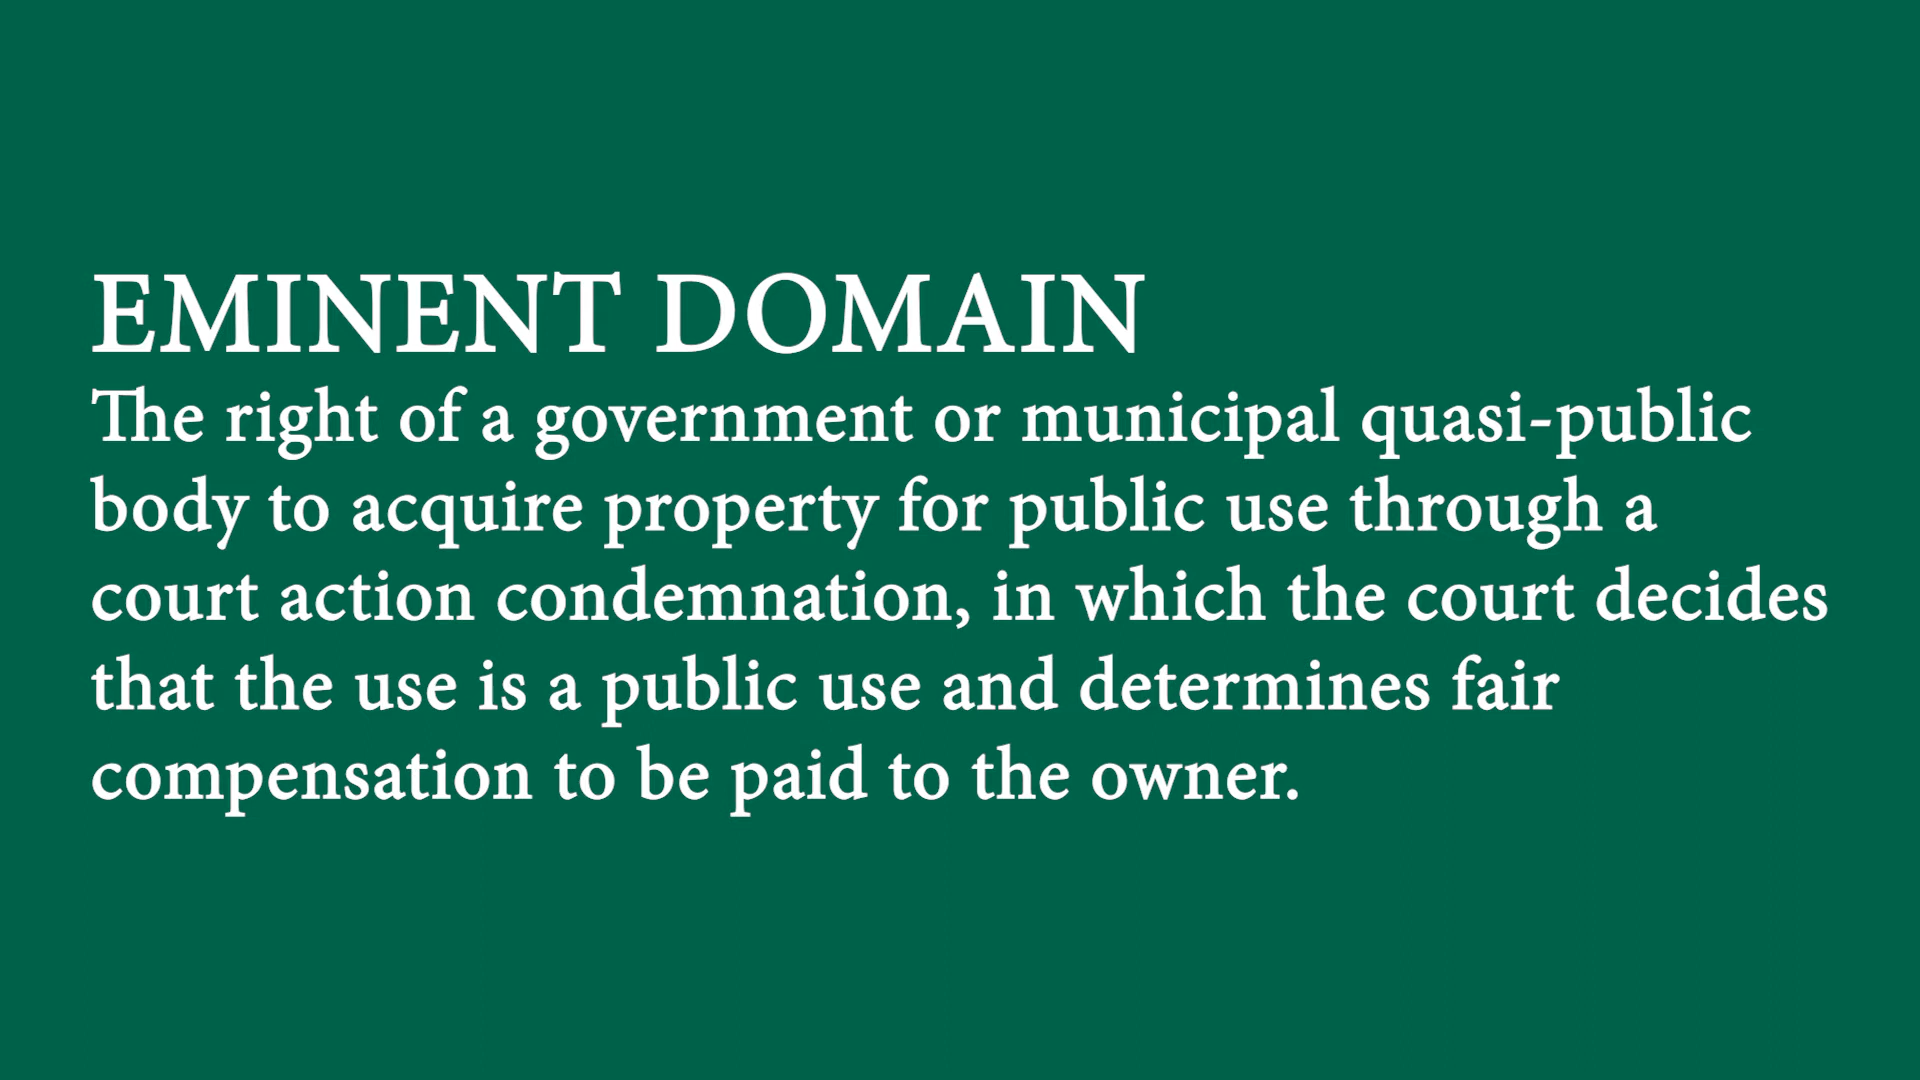 EMINENT DOMAIN
The right of a government or municipal quasi-public
body to acquire property for public use through a
court action condemnation, in which the court decides
that the use is a public use and determines fair
compensation to be paid to the owner.